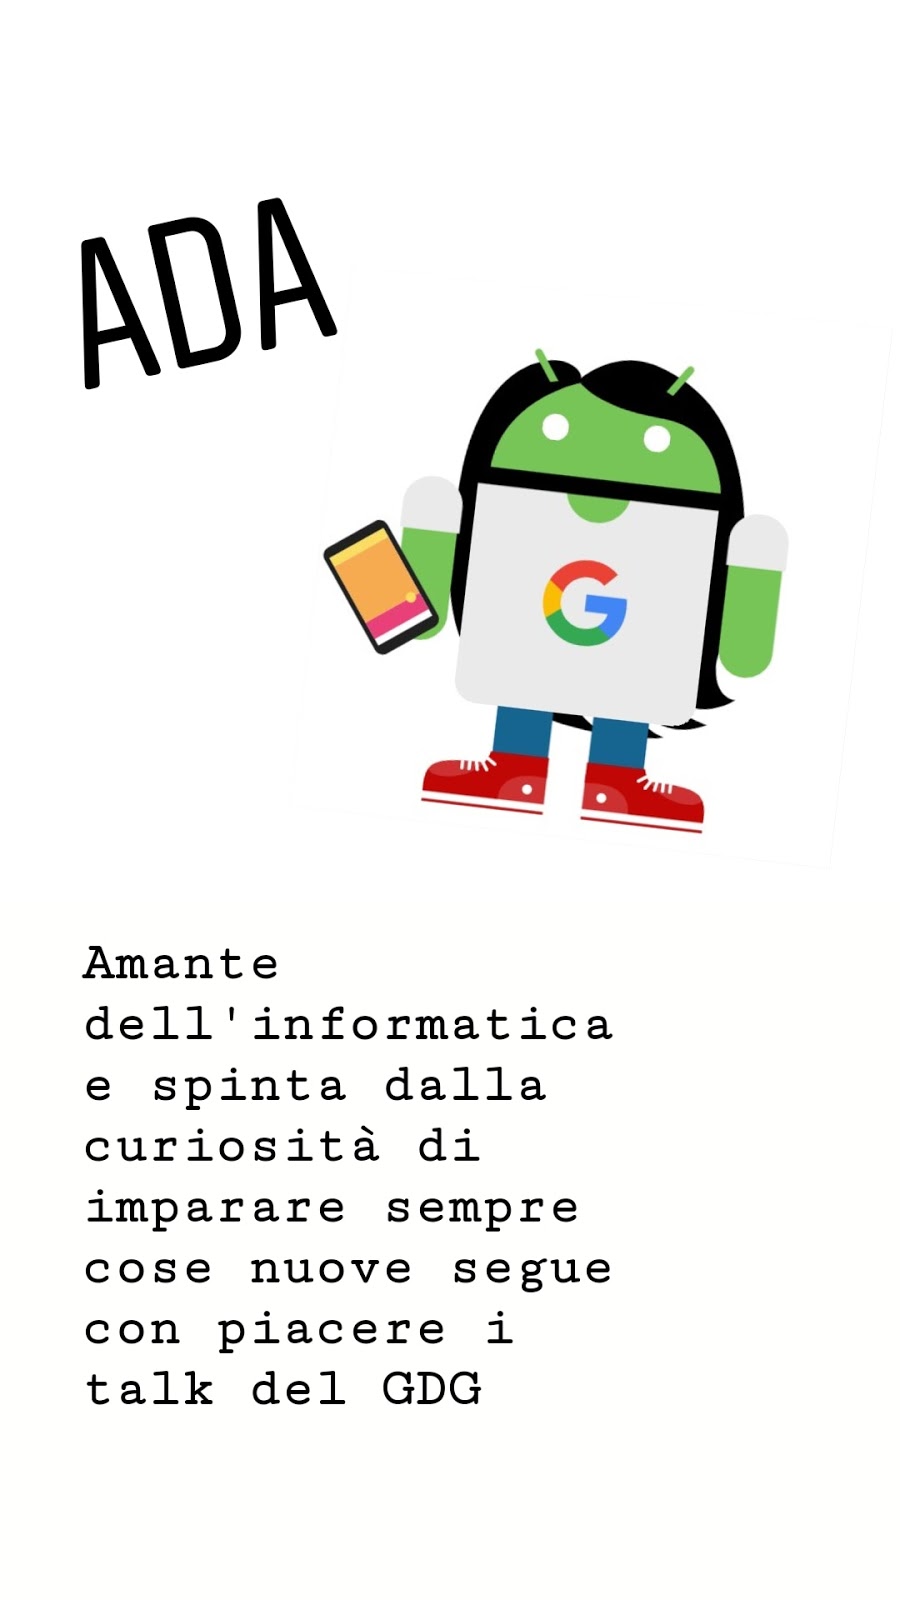 ADA
G
Amante
dell'informatica
e spinta dalla
curiosità di
imparare sempre
cose nuove segue
con piacere i
talk del GDG